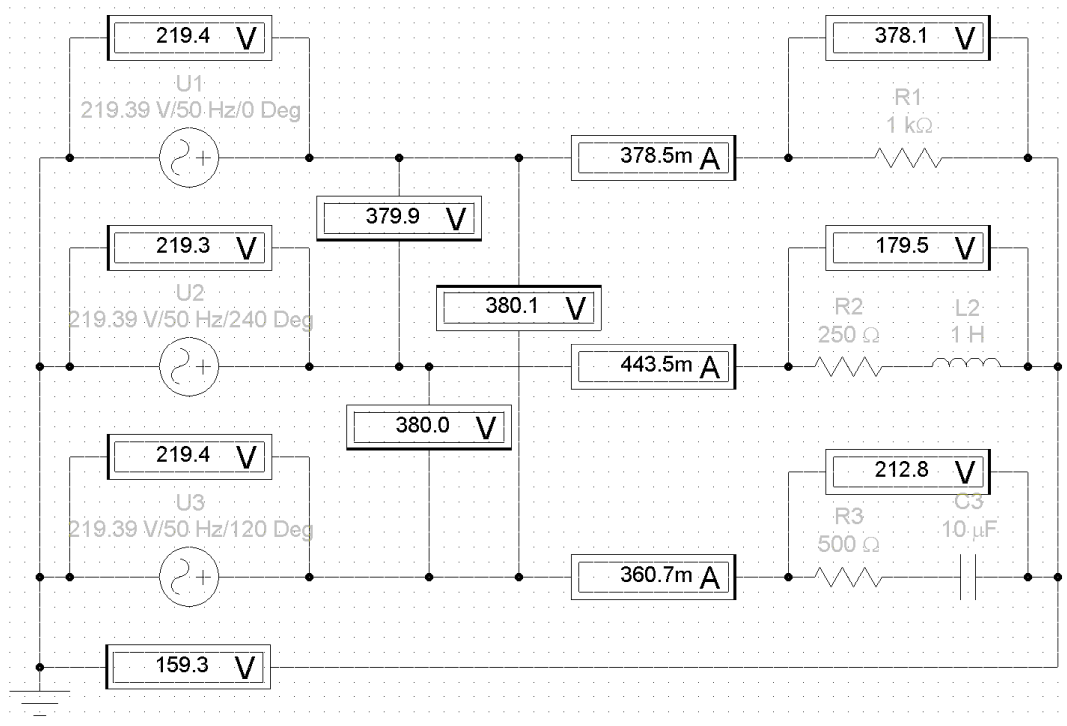 219.4 V
378.1 V
U1
219.39 V/50 Hz/0 Deg
R1
1 kΩ
378.5m A
379.9 V
219.3 V
179.5 V
U2
219.39 V/50 Hz/240 Deg
380.1 V
R2
250 Ω
L2
1 H
443.5m A
380.0 V
219.4 V
212.8 V
U3
219.39 V/50 Hz/120 Deg
R3
500 Ω
C3
10 μF
360.7m A
159.3 V